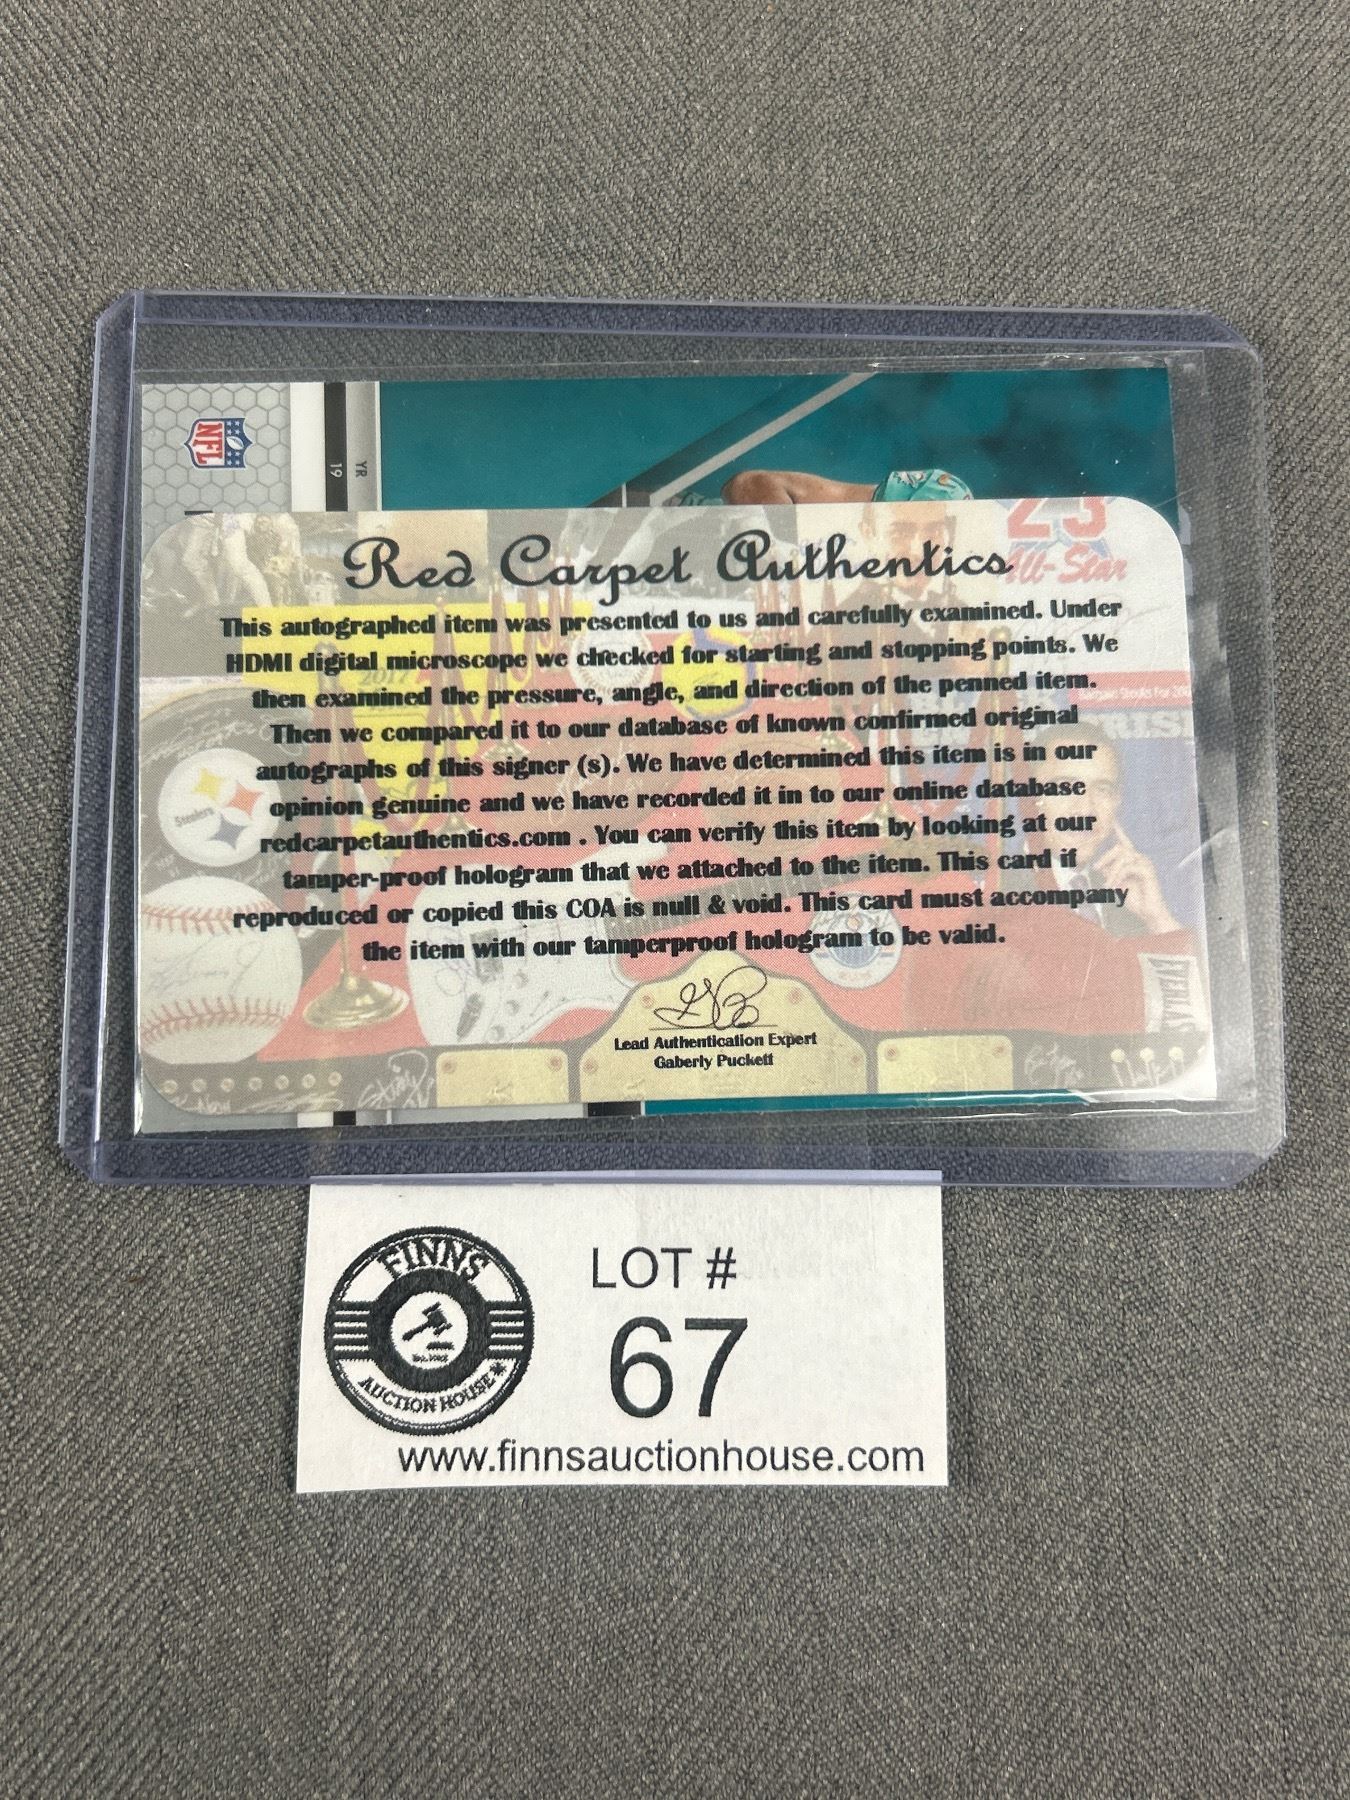 NFL
YR
19
23
All-Star
Red Carpet Authentics
This autographed item was presented to us and carefully examined. Under
HDMI digital microscope we checked for starting and stopping points. We
then examined the pressure, angle, and direction of the penned item.
Then we compared it to our database of known confirmed original
autographs of this signer (s). We have determined this item is in our
opinion genuine and we have recorded it in to our online database
redcarpetauthentics.com . You can verify this item by looking at our
tamper-proof hologram that we attached to the item. This card if
reproduced or copied this COA is null & void. This card must accompany
the item with our tamperproof hologram to be valid.
Steelers
2017
Lead Authentication Expert
Gaberly Puckett
FINNS
AUCTION HOUSE
LOT #
67
www.finnsauctionhouse.com